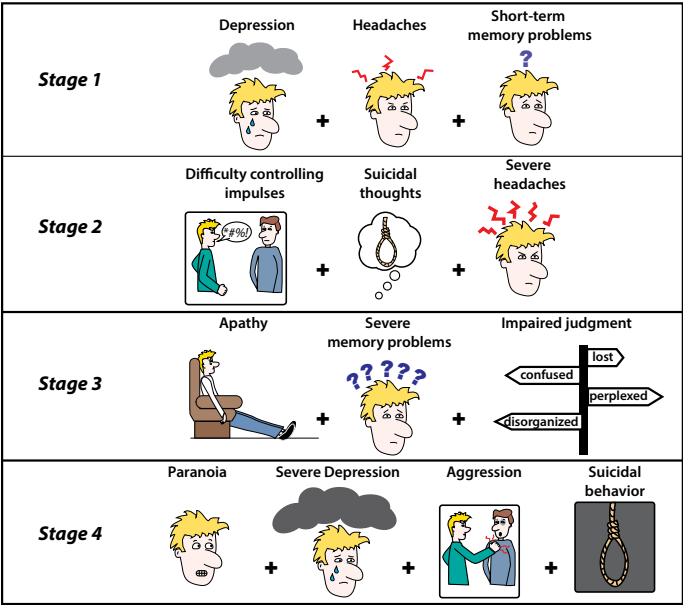 Stage 1
Depression
Headaches
Short-term
memory problems
?
+
+
Stage 2
Difficulty controlling
impulses
Suicidal
thoughts
Severe
headaches
*#%!
+
+
Stage 3
Apathy
Severe
memory problems
Impaired judgment
?????
lost
confused
perplexed
disorganized
+
+
Stage 4
Paranoia
Severe Depression
Aggression
Suicidal
behavior
+
+
+